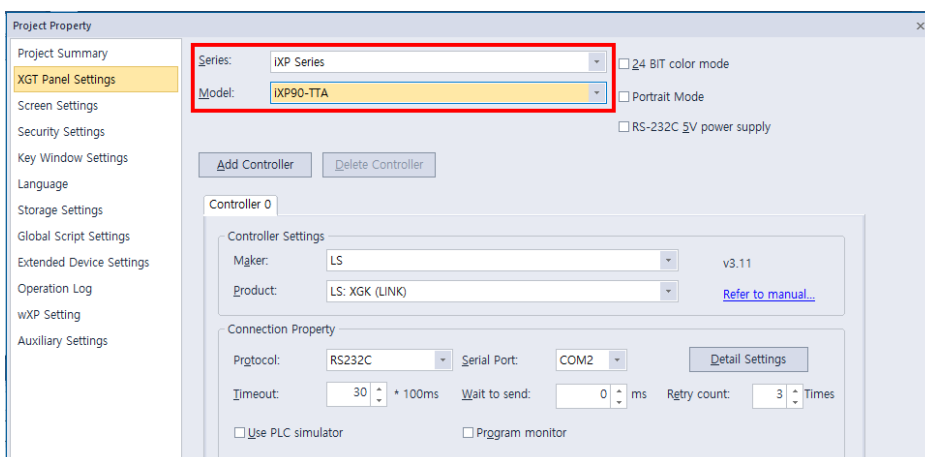 Project Property
Project Summary
XGT Panel Settings
Screen Settings
Security Settings
Key Window Settings
Language
Storage Settings
Global Script Settings
Extended Device Settings
Operation Log
wXP Setting
Auxiliary Settings
Series: iXP Series
24 BIT color mode
Model: iXP90-TTA
Portrait Mode
RS-232C 5V power supply
Add Controller Delete Controller
Controller 0
Controller Settings
Maker: LS v3.11
Product: LS: XGK (LINK) Refer to manual...
Connection Property
Protocol: RS232C Serial Port: COM2 Detail Settings
Timeout: 30 * 100ms Wait to send: 0 ms Retry count: 3 Times
Use PLC simulator Program monitor